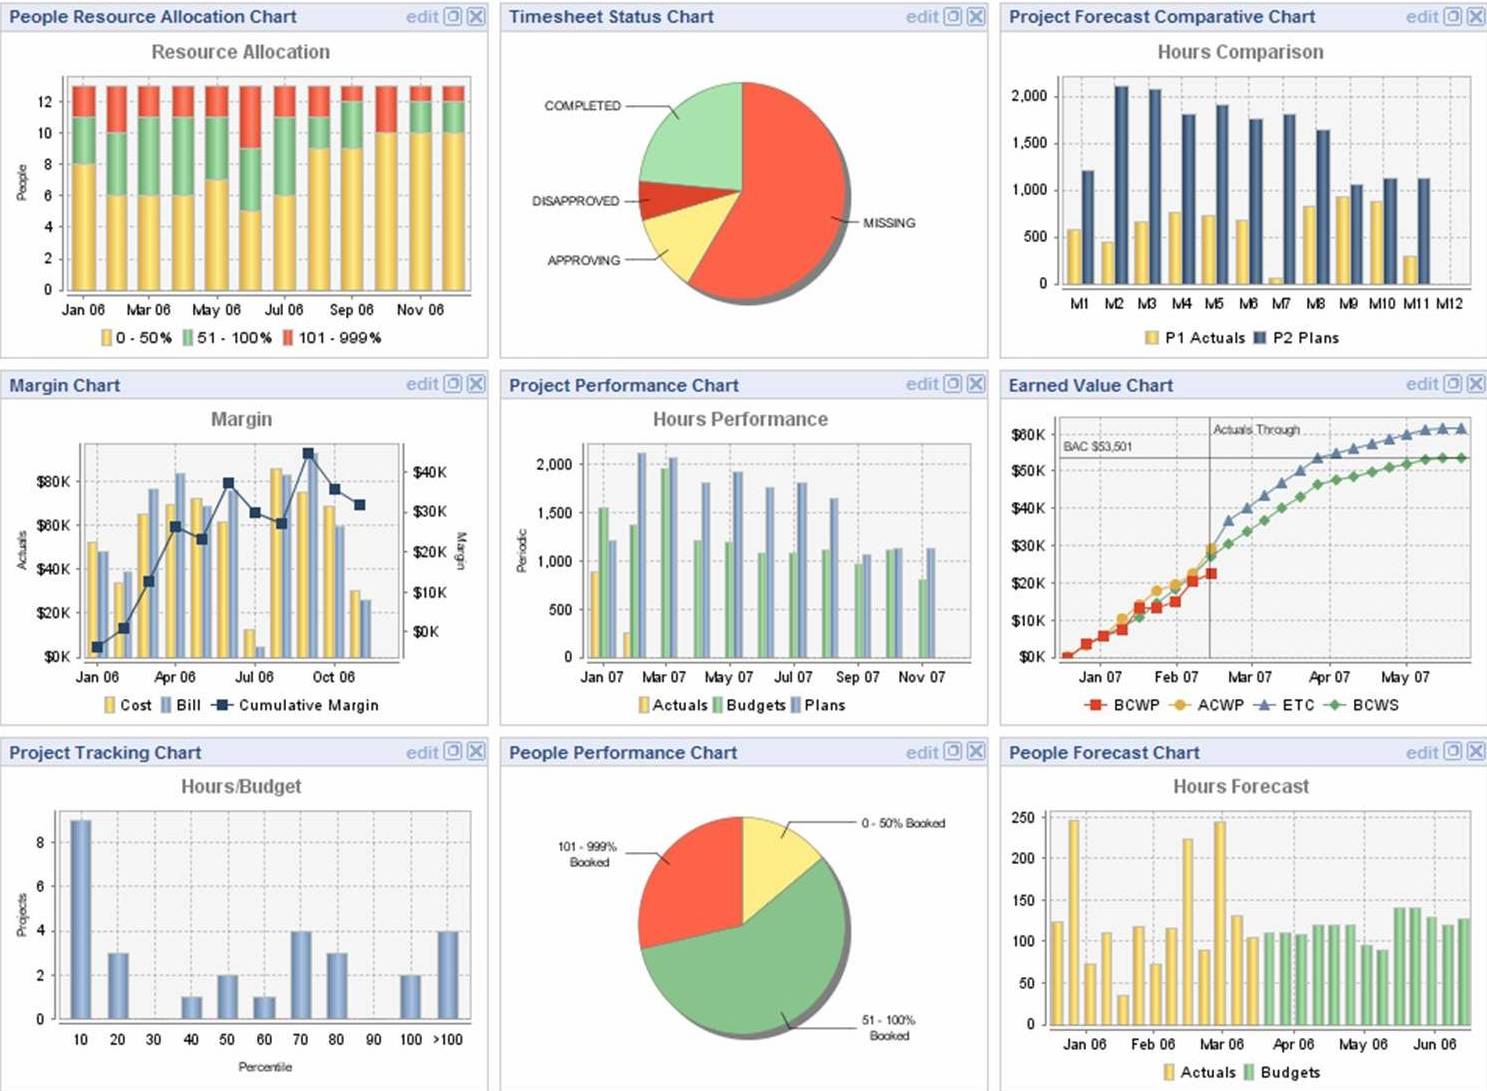 People Resource Allocation Chart edit
Resource Allocation
People
12
10
8
6
4
2
0
Jan 06 Mar 06 May 06 Jul 06 Sep 06 Nov 06
0 - 50% 51 - 100% 101 - 999%
Timesheet Status Chart edit
COMPLETED
DISAPPROVED
APPROVING
MISSING
Project Forecast Comparative Chart edit
Hours Comparison
2,000
1,500
1,000
500
0
M1 M2 M3 M4 M5 M6 M7 M8 M9 M10 M11 M12
P1 Actuals P2 Plans
Margin Chart edit
Margin
Actuals
$80K
$60K
$40K
$20K
$0K
$40K
$30K
$20K
$10K
$0K
Margin
Jan 06 Apr 06 Jul 06 Oct 06
Cost Bill Cumulative Margin
Project Performance Chart edit
Hours Performance
Periodic
2,000
1,500
1,000
500
0
Jan 07 Mar 07 May 07 Jul 07 Sep 07 Nov 07
Actuals Budgets Plans
Earned Value Chart edit
Actuals Through
BAC $53,501
$60K
$50K
$40K
$30K
$20K
$10K
$0K
Jan 07 Feb 07 Mar 07 Apr 07 May 07
BCWP ACWP ETC BCWS
Project Tracking Chart edit
Hours/Budget
Projects
8
6
4
2
0
10 20 30 40 50 60 70 80 90 100 >100
Percentile
People Performance Chart edit
0 - 50% Booked
101 - 999%
Booked
51 - 100%
Booked
People Forecast Chart edit
Hours Forecast
250
200
150
100
50
0
Jan 06 Feb 06 Mar 06 Apr 06 May 06 Jun 06
Actuals Budgets